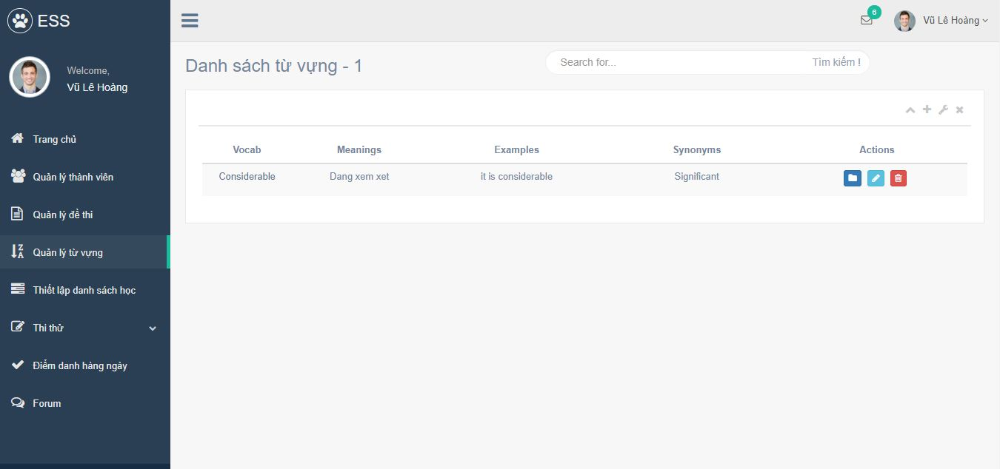 ESS
Welcome,
Vũ Lê Hoàng
Trang chủ
Quản lý thành viên
Quản lý đề thi
Quản lý từ vựng
Thiết lập danh sách học
Thi thử
Điểm danh hàng ngày
Forum
6
Vũ Lê Hoàng
Danh sách từ vựng - 1
Search for... Tìm kiếm !
Vocab Meanings Examples Synonyms Actions
Considerable Dang xem xet it is considerable Significant